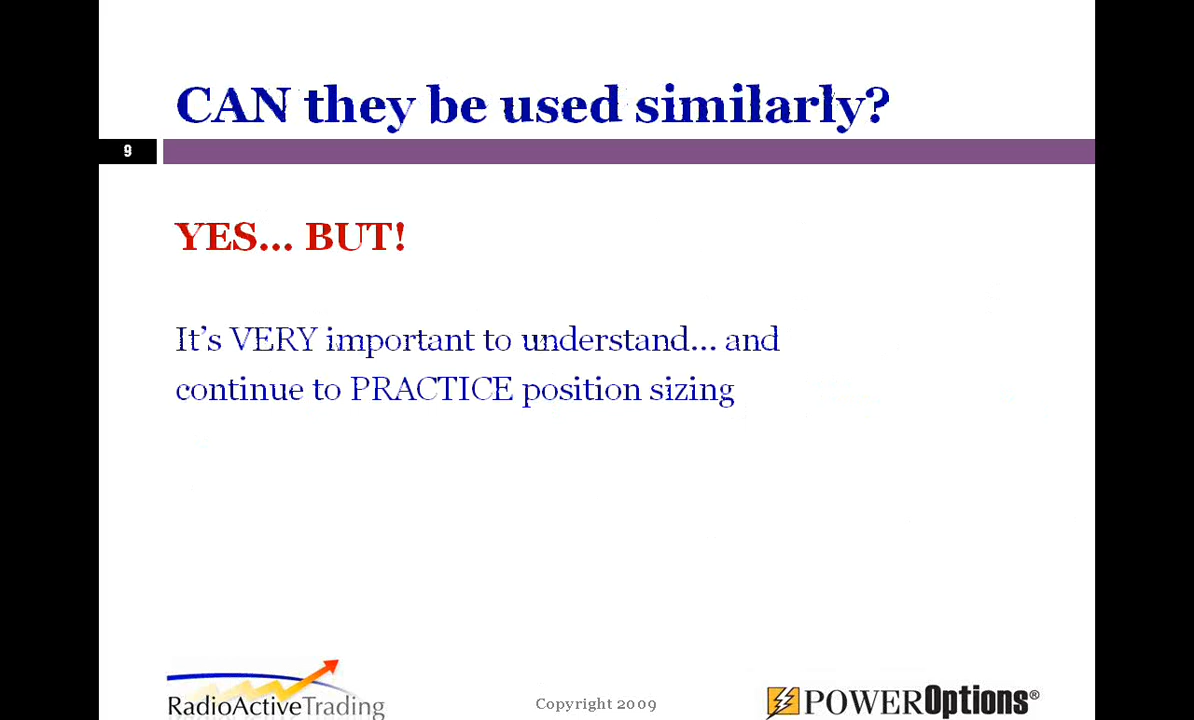 CAN they be used similarly?
9
YES... BUT!
It's VERY important to understand... and
continue to PRACTICE position sizing
RadioActiveTrading
Copyright 2009
POWEROptions®